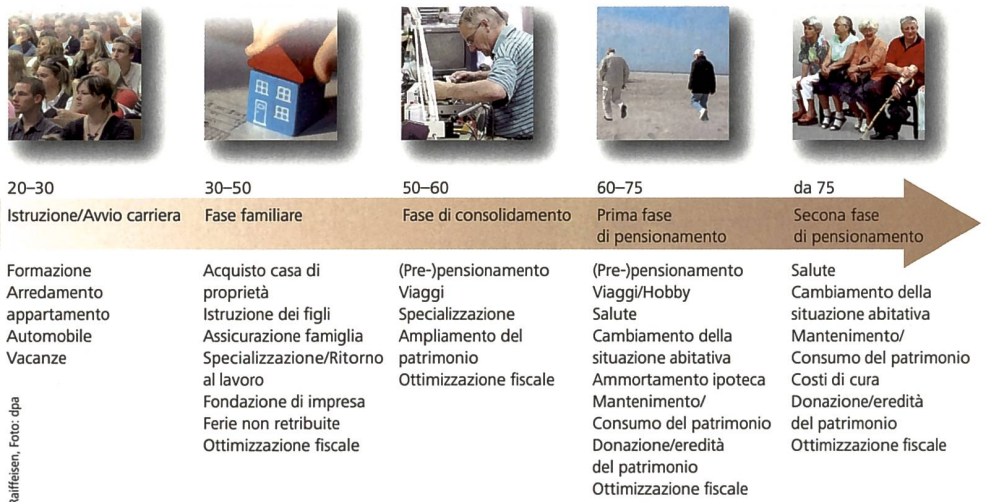 20–30
Istruzione/Avvio carriera
Formazione
Arredamento
appartamento
Automobile
Vacanze
30–50
Fase familiare
Acquisto casa di
proprietà
Istruzione dei figli
Assicurazione famiglia
Specializzazione/Ritorno
al lavoro
Fondazione di impresa
Ferie non retribuite
Ottimizzazione fiscale
50–60
Fase di consolidamento
(Pre-)pensionamento
Viaggi
Specializzazione
Ampliamento del
patrimonio
Ottimizzazione fiscale
60–75
Prima fase
di pensionamento
(Pre-)pensionamento
Viaggi/Hobby
Salute
Cambiamento della
situazione abitativa
Ammortamento ipoteca
Mantenimento/
Consumo del patrimonio
Donazione/eredità
del patrimonio
Ottimizzazione fiscale
da 75
Secona fase
di pensionamento
Salute
Cambiamento della
situazione abitativa
Mantenimento/
Consumo del patrimonio
Costi di cura
Donazione/eredità
del patrimonio
Ottimizzazione fiscale
Raiffeisen, Foto: dpa